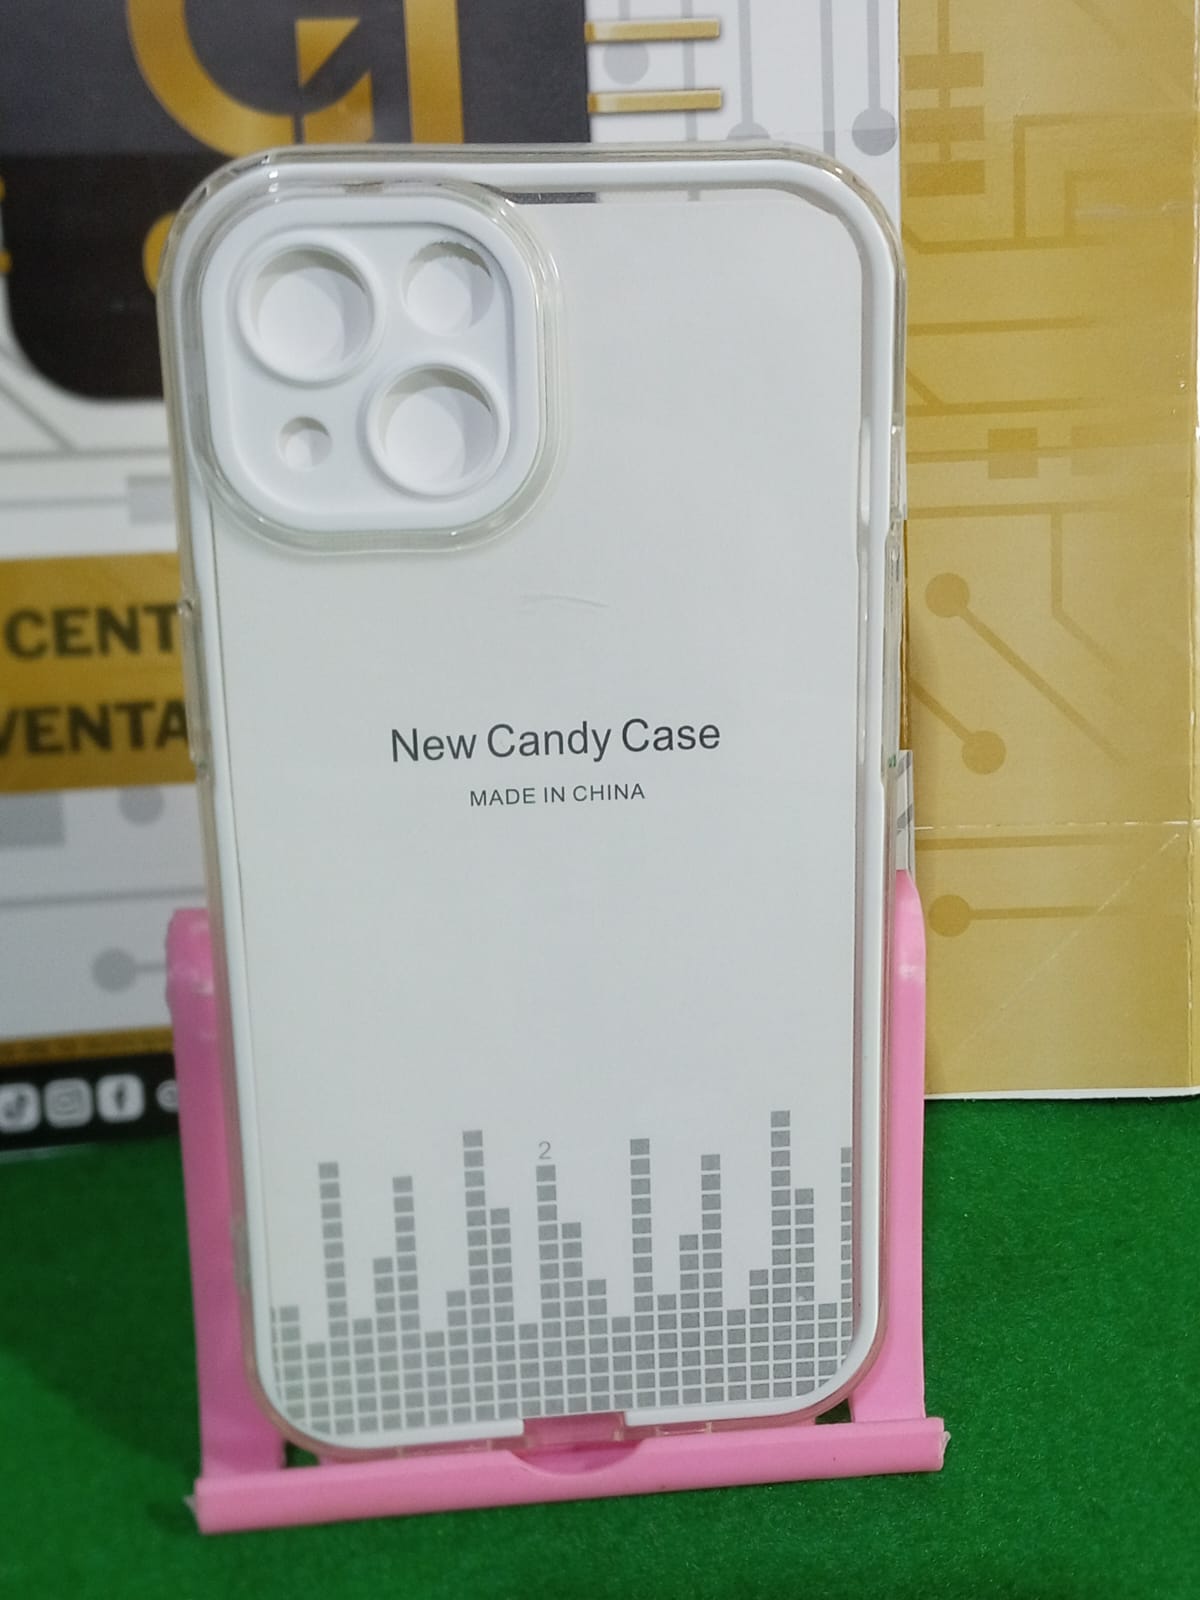 CENT
VENTA
New Candy Case
MADE IN CHINA
2